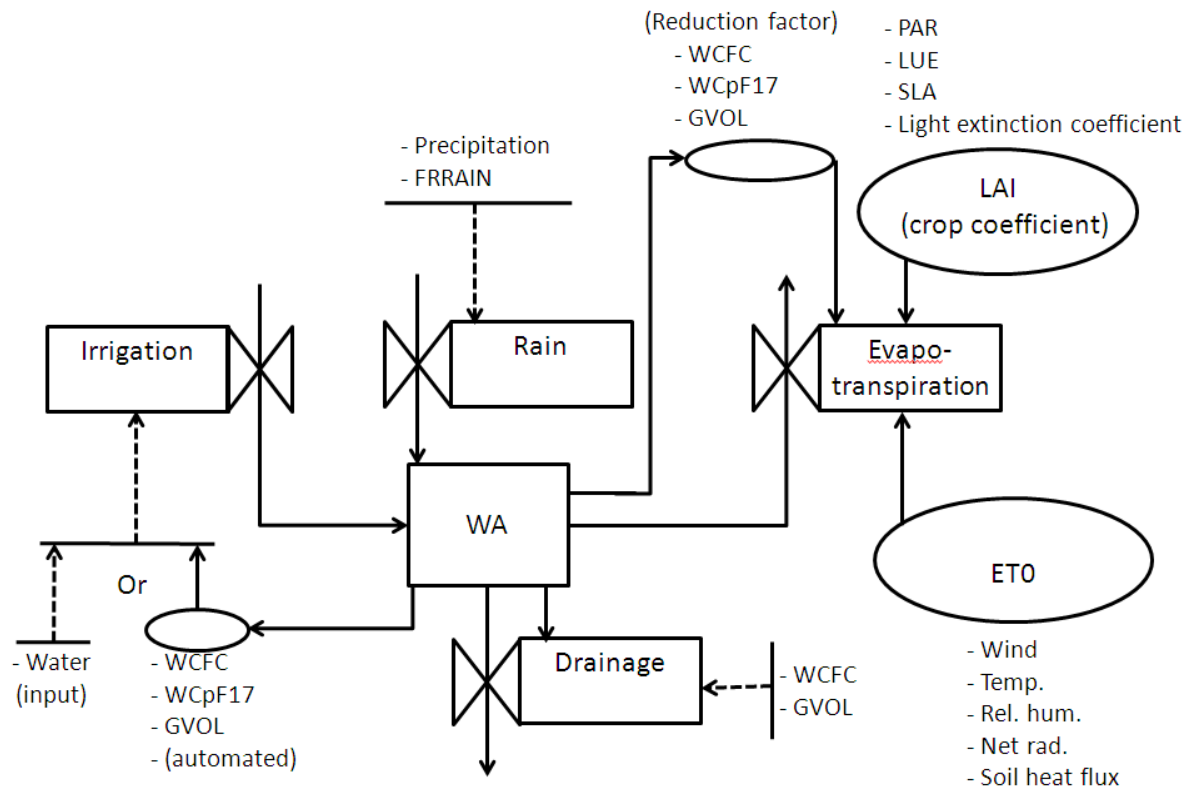 (Reduction factor)
- WCFC
- WCpF17
- GVOL
- PAR
- LUE
- SLA
- Light extinction coefficient
- Precipitation
- FRRAIN
LAI
(crop coefficient)
Irrigation
Rain
Evapo-
transpiration
WA
ET0
Or
- Water
(input)
- WCFC
- WCpF17
- GVOL
- (automated)
Drainage
- WCFC
- GVOL
- Wind
- Temp.
- Rel. hum.
- Net rad.
- Soil heat flux